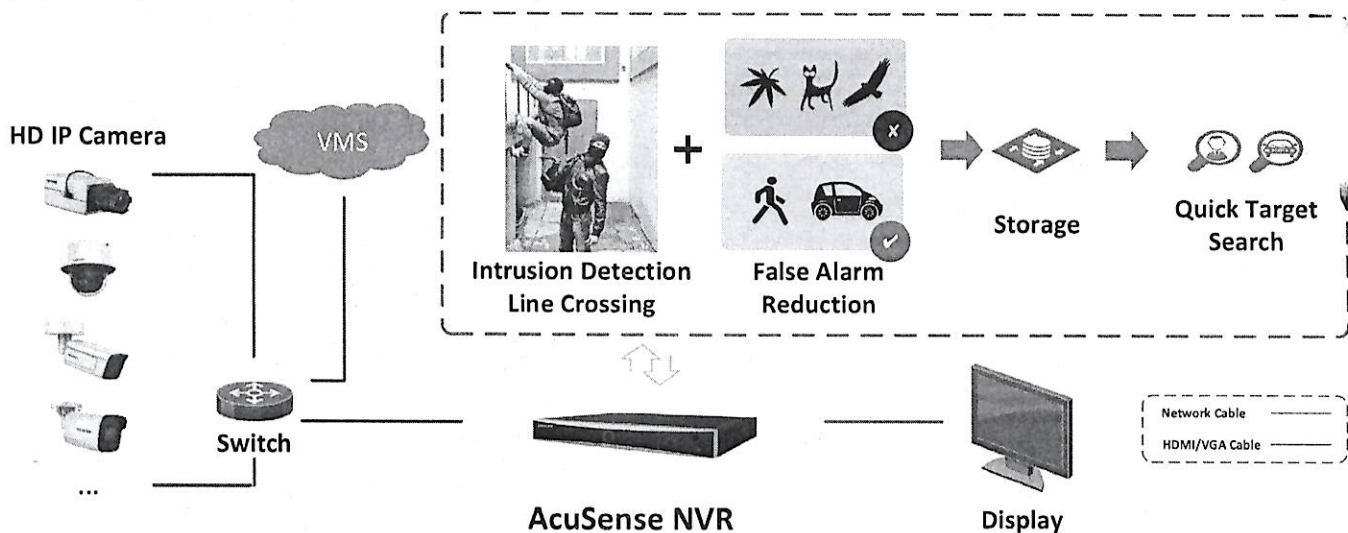 HD IP Camera
VMS
Intrusion Detection
Line Crossing
+
False Alarm
Reduction
Storage
Quick Target
Search
Switch
...
AcuSense NVR
Display
Network Cable
HDMI/VGA Cable